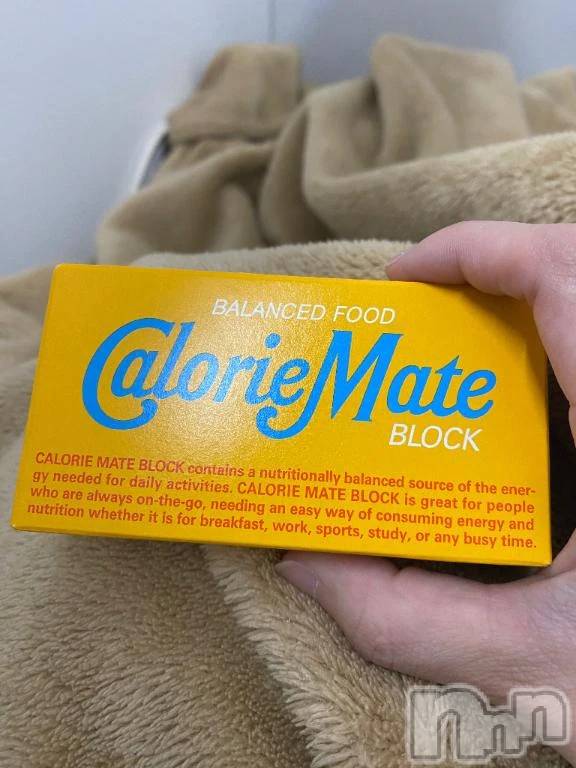 BALANCED FOOD
CalorieMate
BLOCK
CALORIE MATE BLOCK contains a nutritionally balanced source of the ener-
gy needed for daily activities. CALORIE MATE BLOCK is great for people
who are always on-the-go, needing an easy way of consuming energy and
nutrition whether it is for breakfast, work, sports, study, or any busy time.